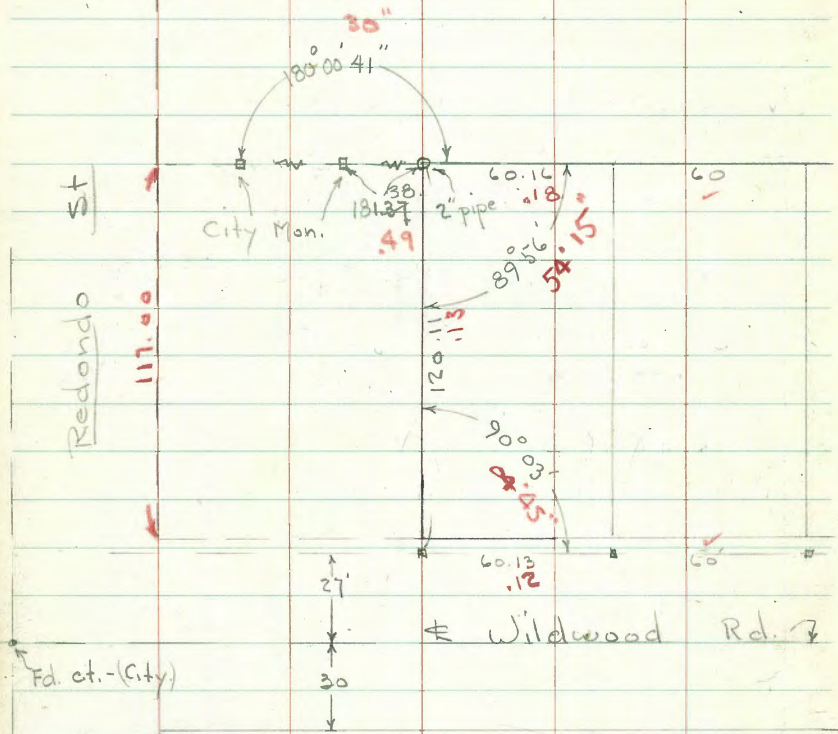 30"
180° 00' 41"
St
Redondo
117.00
City Mon.
.38
181.37
.49
2" pipe
60.16
.18
60
89° 56'
54' 15"
120.11
.13
90° 03
45"
60.13
.12
60'
27'
30
℄ Wildwood Rd.
Fd. ct.-(City)